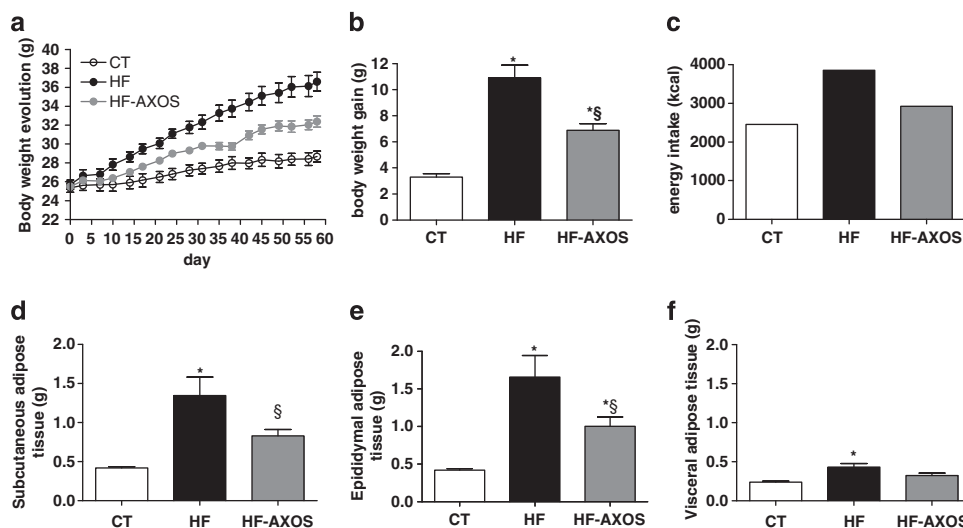 a
Body weight evolution (g)
40
38
36
34
32
30
28
26
24
22
CT
HF
HF-AXOS
0 5 10 15 20 25 30 35 40 45 50 55 60
day
b
body weight gain (g)
12
10
8
6
4
2
0
*
*§
CT HF HF-AXOS
c
energy intake (kcal)
4000
3000
2000
1000
0
CT HF HF-AXOS
d
Subcutaneous adipose
tissue (g)
2.0
1.5
1.0
0.5
0.0
*
§
CT HF HF-AXOS
e
Epididymal adipose
tissue (g)
2.0
1.5
1.0
0.5
0.0
*
*§
CT HF HF-AXOS
f
Visceral adipose tissue (g)
2.0
1.5
1.0
0.5
0.0
*
CT HF HF-AXOS